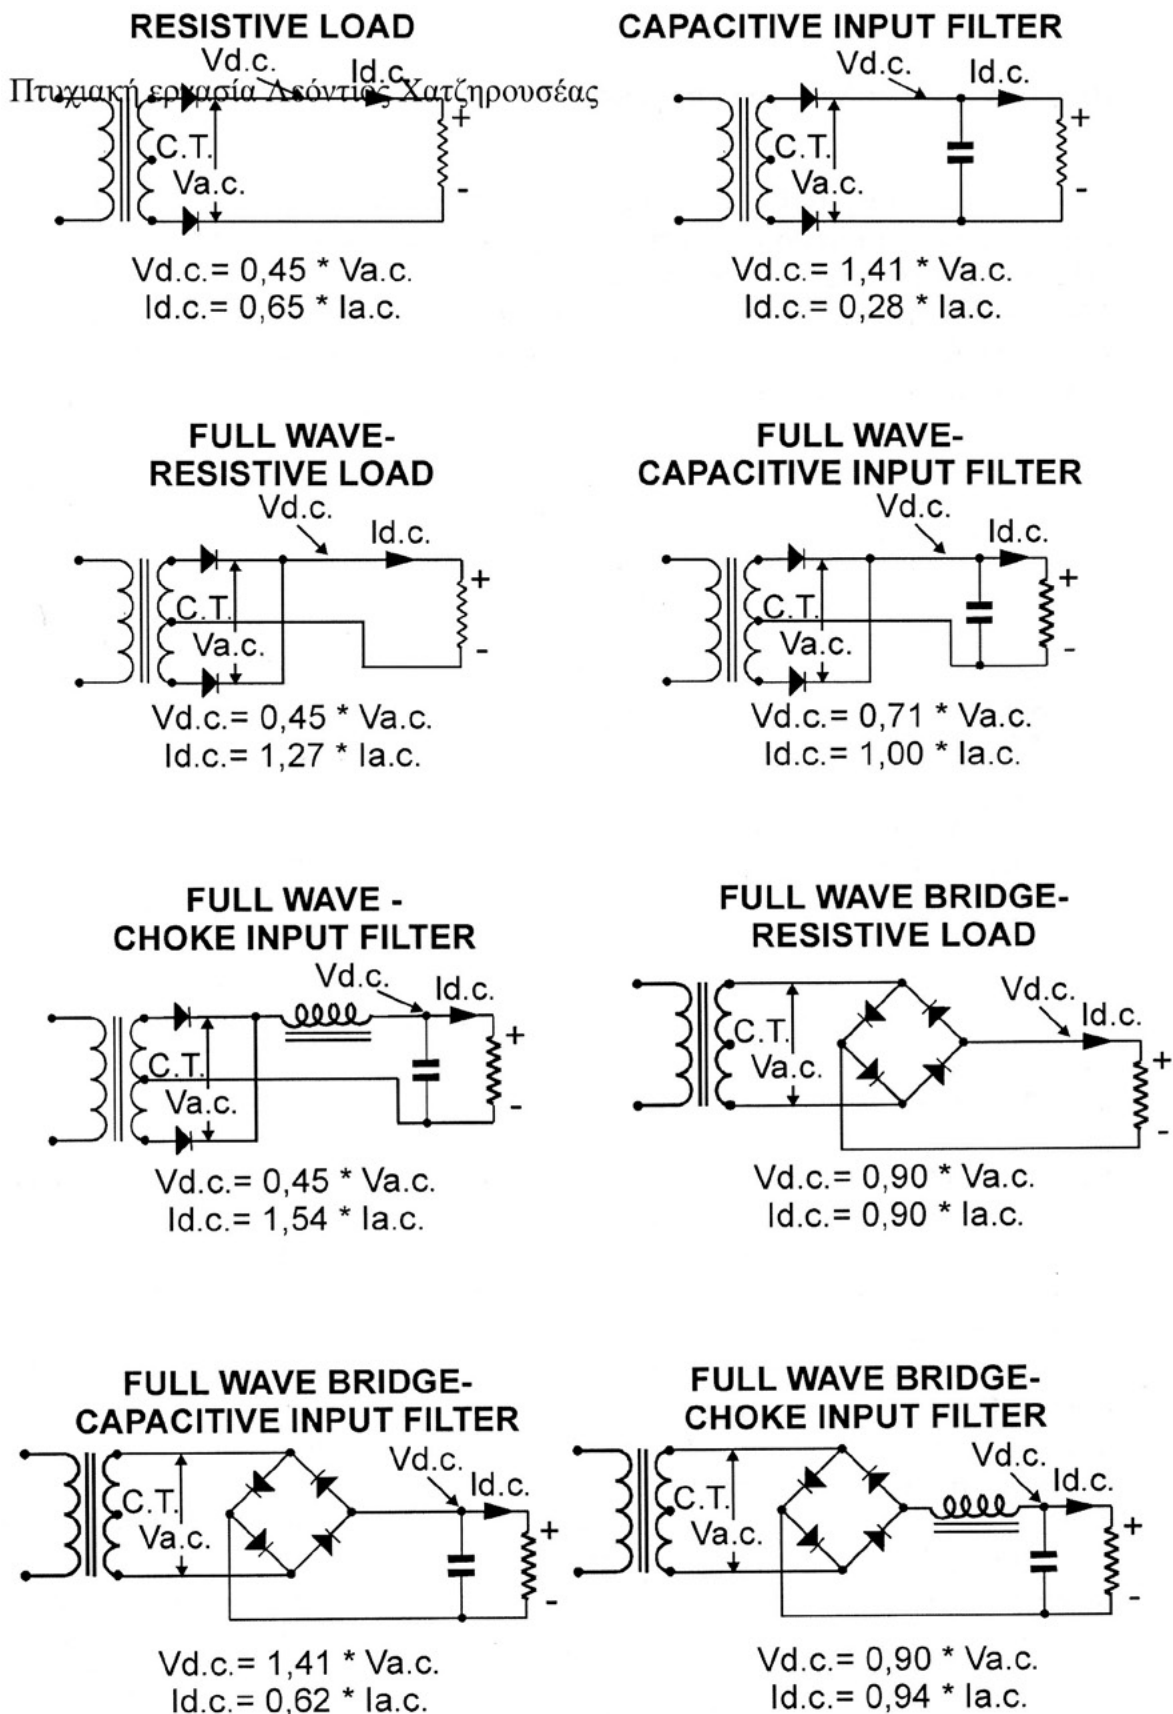 RESISTIVE LOAD
Vd.c.
Id.c.
Πτυχιακή εργασία Λεόντιος Χατζηρουσέας
+
C.T.
Va.c.
-
Vd.c.= 0,45 * Va.c.
Id.c.= 0,65 * Ia.c.
CAPACITIVE INPUT FILTER
Vd.c.
Id.c.
+
C.T.
Va.c.
-
Vd.c.= 1,41 * Va.c.
Id.c.= 0,28 * Ia.c.
FULL WAVE-
RESISTIVE LOAD
Vd.c.
Id.c.
+
C.T.
Va.c.
-
Vd.c.= 0,45 * Va.c.
Id.c.= 1,27 * Ia.c.
FULL WAVE-
CAPACITIVE INPUT FILTER
Vd.c.
Id.c.
+
C.T.
Va.c.
-
Vd.c.= 0,71 * Va.c.
Id.c.= 1,00 * Ia.c.
FULL WAVE -
CHOKE INPUT FILTER
Vd.c.
Id.c.
+
C.T.
Va.c.
-
Vd.c.= 0,45 * Va.c.
Id.c.= 1,54 * Ia.c.
FULL WAVE BRIDGE-
RESISTIVE LOAD
Vd.c.
Id.c.
C.T.
+
Va.c.
-
Vd.c.= 0,90 * Va.c.
Id.c.= 0,90 * Ia.c.
FULL WAVE BRIDGE-
CAPACITIVE INPUT FILTER
Vd.c.
Id.c.
C.T.
+
Va.c.
-
Vd.c.= 1,41 * Va.c.
Id.c.= 0,62 * Ia.c.
FULL WAVE BRIDGE-
CHOKE INPUT FILTER
Vd.c.
Id.c.
C.T.
+
Va.c.
-
Vd.c.= 0,90 * Va.c.
Id.c.= 0,94 * Ia.c.